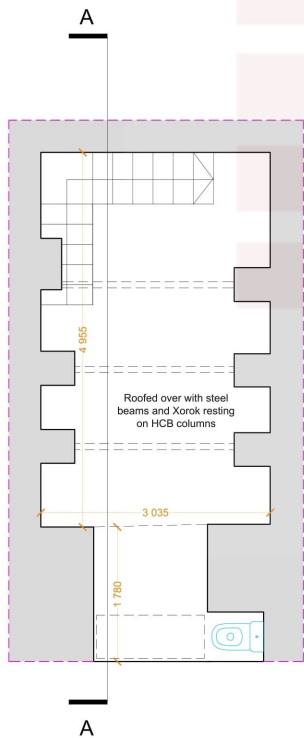 A
4 955
Roofed over with steel
beams and Xorok resting
on HCB columns
3 035
1 780
A